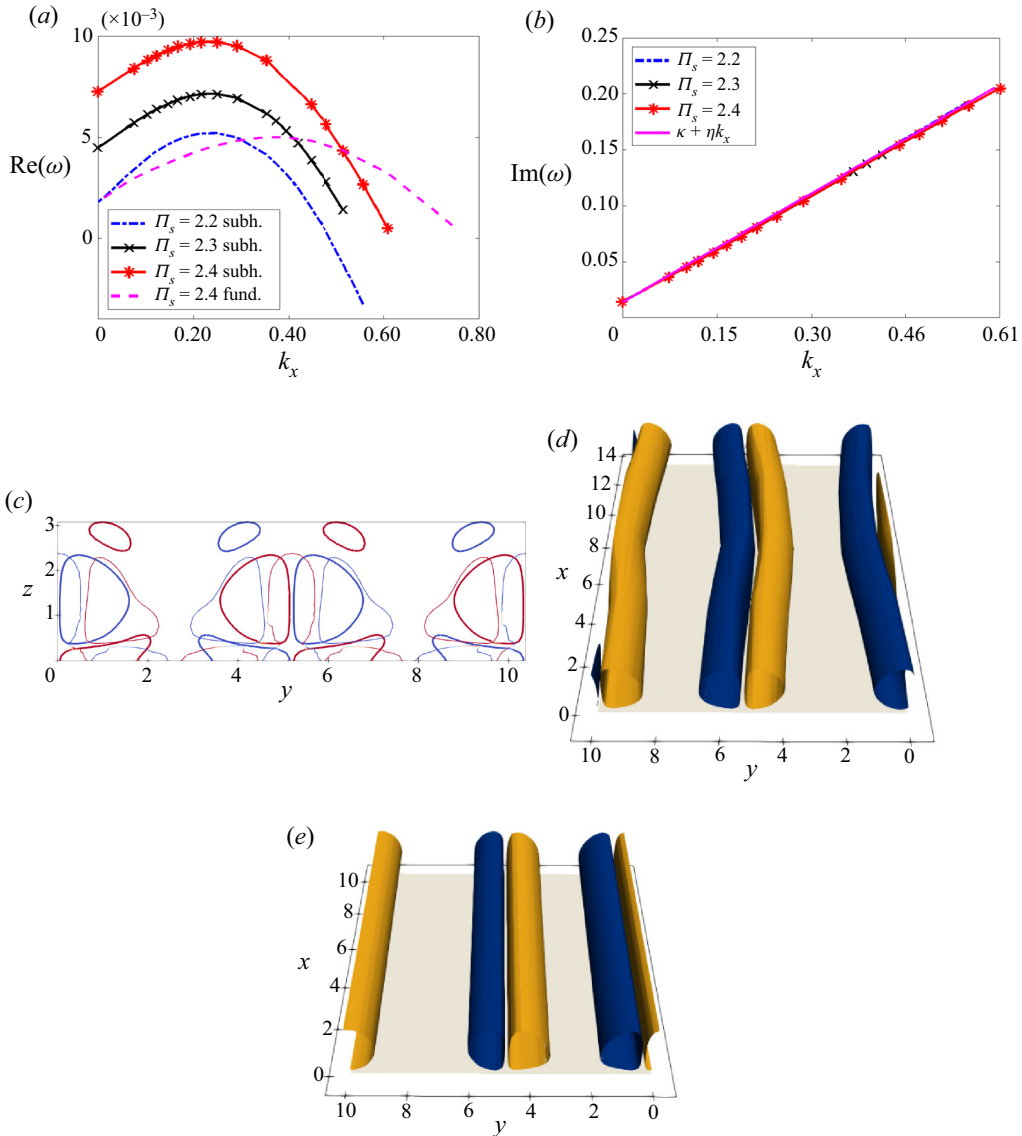 (a)
(×10⁻³)
10
5
0
Re(ω)
Π_s = 2.2 subh.
Π_s = 2.3 subh.
Π_s = 2.4 subh.
Π_s = 2.4 fund.
0 0.20 0.40 0.60 0.80
k_x
(b)
0.25
0.20
0.15
0.10
0.05
Im(ω)
Π_s = 2.2
Π_s = 2.3
Π_s = 2.4
κ + ηk_x
0 0.15 0.30 0.46 0.61
k_x
(c)
3
2
1
z
0 2 4 6 8 10
y
(d)
14
12
10
8
6
4
2
0
x
10 8 6 4 2 0
y
(e)
10
8
6
4
2
0
x
10 8 6 4 2 0
y